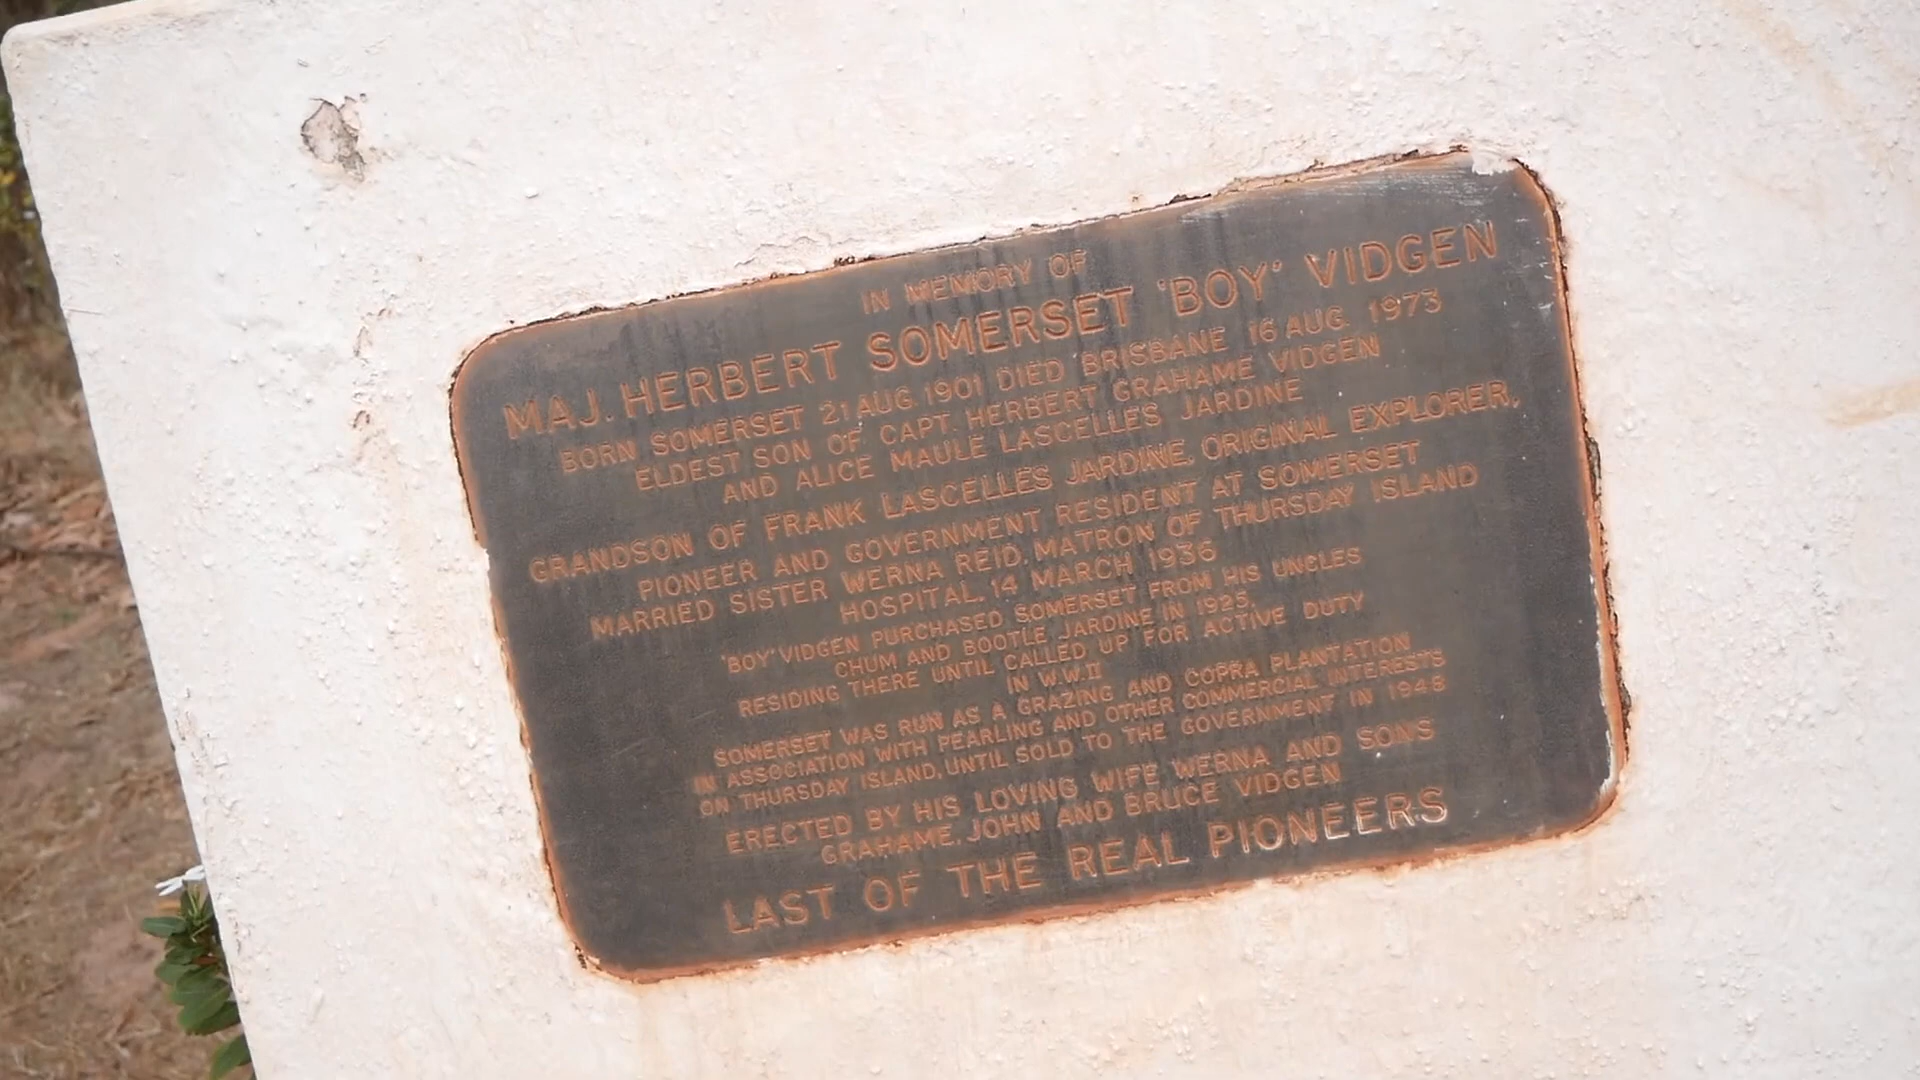 IN MEMORY OF
MAJ. HERBERT SOMERSET 'BOY' VIDGEN
BORN SOMERSET 21 AUG. 1901 DIED BRISBANE 16 AUG. 1973
ELDEST SON OF CAPT. HERBERT GRAHAME VIDGEN
AND ALICE MAULE LASCELLES JARDINE
GRANDSON OF FRANK LASCELLES JARDINE, ORIGINAL EXPLORER,
PIONEER AND GOVERNMENT RESIDENT AT SOMERSET
MARRIED SISTER WERNA REID, MATRON OF THURSDAY ISLAND
HOSPITAL, 14 MARCH 1936
'BOY' VIDGEN PURCHASED SOMERSET FROM HIS UNCLES
CHUM AND BOOTLE JARDINE IN 1925,
RESIDING THERE UNTIL CALLED UP FOR ACTIVE DUTY
IN W.W.II
SOMERSET WAS RUN AS A GRAZING AND COPRA PLANTATION
IN ASSOCIATION WITH PEARLING AND OTHER COMMERCIAL INTERESTS
ON THURSDAY ISLAND, UNTIL SOLD TO THE GOVERNMENT IN 1948
ERECTED BY HIS LOVING WIFE WERNA AND SONS
GRAHAME, JOHN AND BRUCE VIDGEN
LAST OF THE REAL PIONEERS